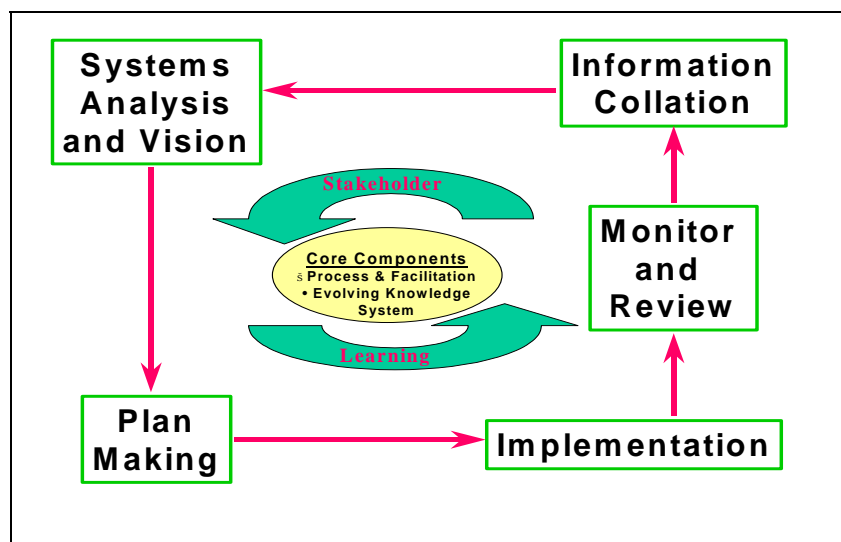 Systems
Analysis
and Vision
Information
Collation
Stakeholder
Core Components
š Process & Facilitation
• Evolving Knowledge
System
Monitor
and
Review
Learning
Plan
Making
Implementation